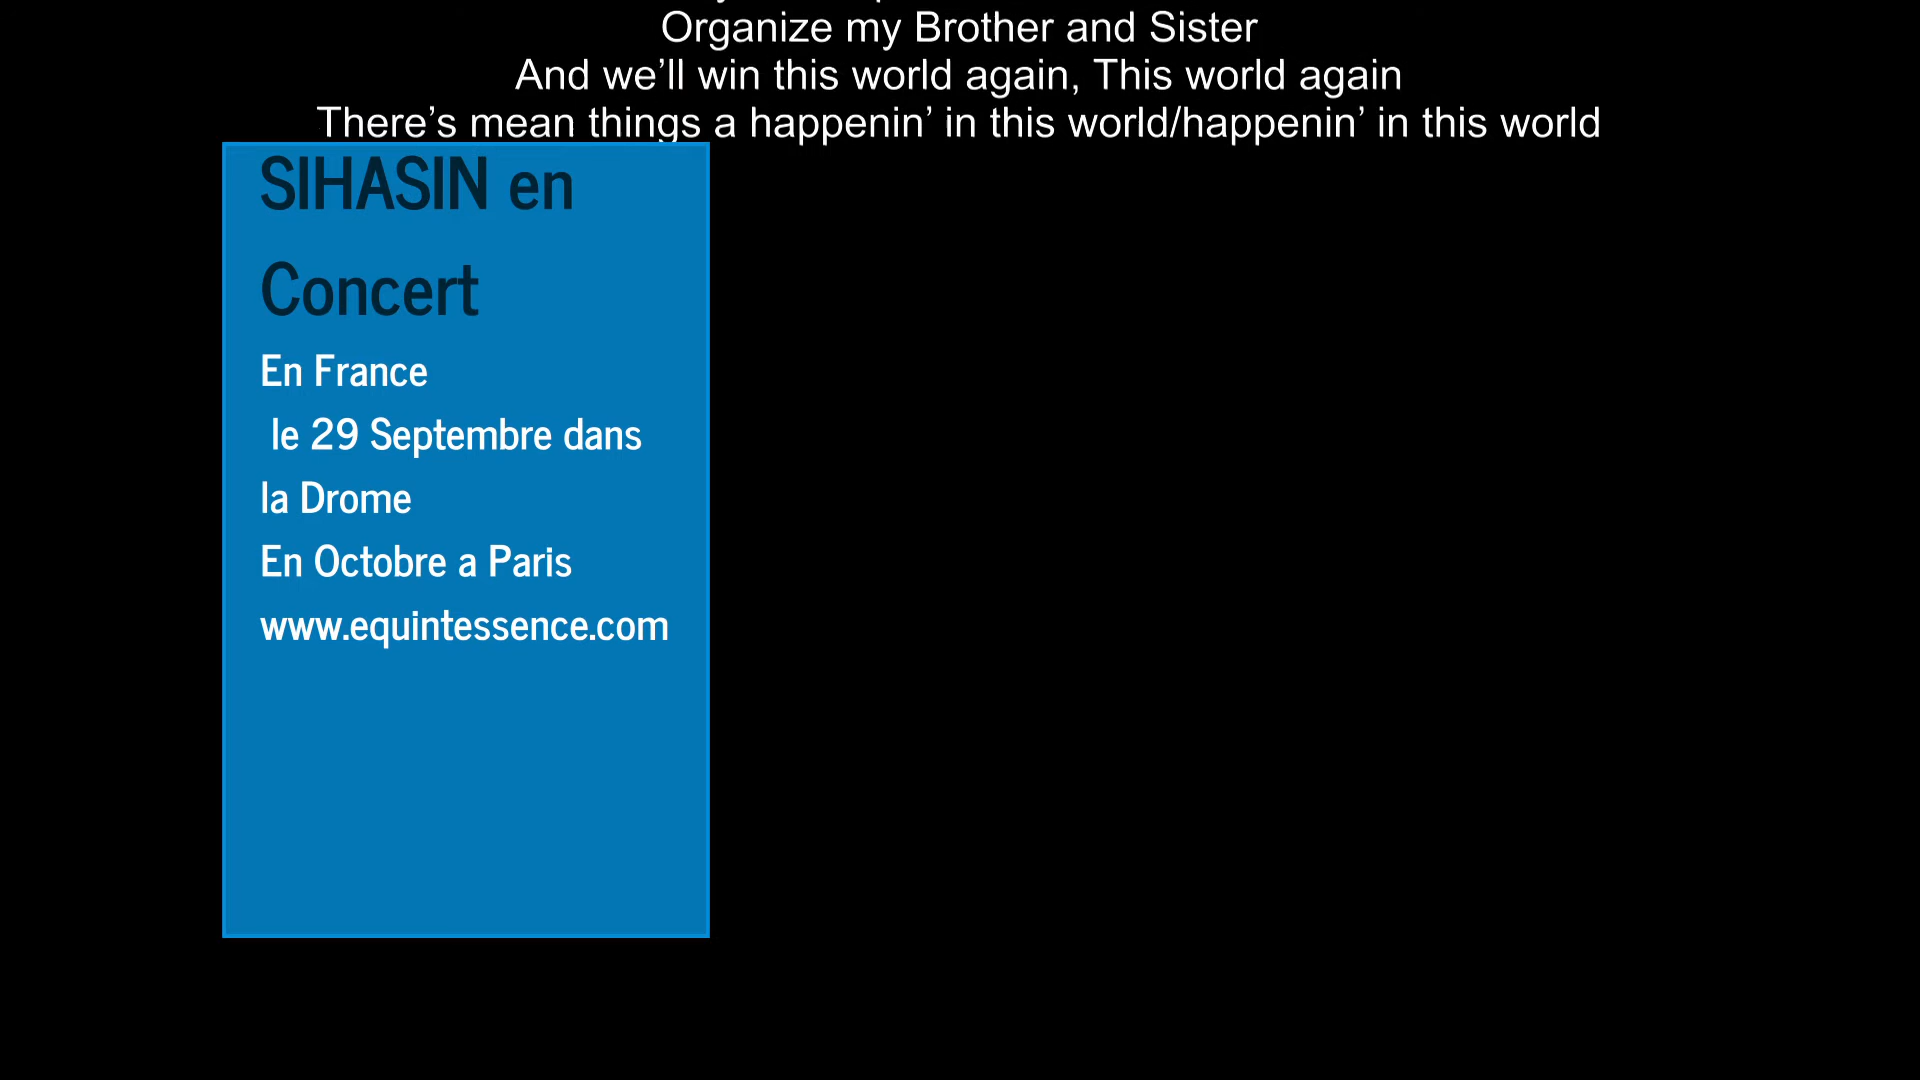 Organize my Brother and Sister
And we’ll win this world again, This world again
There’s mean things a happenin’ in this world/happenin’ in this world
SIHASIN en
Concert
En France
le 29 Septembre dans
la Drome
En Octobre a Paris
www.equintessence.com